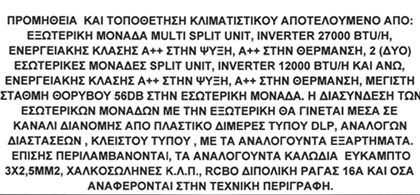 ΠΡΟΜΗΘΕΙΑ ΚΑΙ ΤΟΠΟΘΕΤΗΣΗ ΚΛΙΜΑΤΙΣΤΙΚΟΥ ΑΠΟΤΕΛΟΥΜΕΝΟ ΑΠΟ:
ΕΞΩΤΕΡΙΚΗ ΜΟΝΑΔΑ MULTI SPLIT UNIT, INVERTER 27000 BTU/H,
ΕΝΕΡΓΕΙΑΚΗΣ ΚΛΑΣΗΣ Α++ ΣΤΗΝ ΨΥΞΗ, Α++ ΣΤΗΝ ΘΕΡΜΑΝΣΗ, 2 (ΔΥΟ)
ΕΣΩΤΕΡΙΚΕΣ ΜΟΝΑΔΕΣ SPLIT UNIT, INVERTER 12000 BTU/H ΚΑΙ ΑΝΩ,
ΕΝΕΡΓΕΙΑΚΗΣ ΚΛΑΣΗΣ Α++ ΣΤΗΝ ΨΥΞΗ, Α++ ΣΤΗΝ ΘΕΡΜΑΝΣΗ, ΜΕΓΙΣΤΗ
ΣΤΑΘΜΗ ΘΟΡΥΒΟΥ 56DB ΣΤΗΝ ΕΣΩΤΕΡΙΚΗ ΜΟΝΑΔΑ. Η ΔΙΑΣΥΝΔΕΣΗ ΤΩΝ
ΕΣΩΤΕΡΙΚΩΝ ΜΟΝΑΔΩΝ ΜΕ ΤΗΝ ΕΞΩΤΕΡΙΚΗ ΘΑ ΓΙΝΕΤΑΙ ΜΕΣΑ ΣΕ
ΚΑΝΑΛΙ ΔΙΑΝΟΜΗΣ ΑΠΟ ΠΛΑΣΤΙΚΟ ΔΙΜΕΡΕΣ ΤΥΠΟΥ DLP, ΑΝΑΛΟΓΩΝ
ΔΙΑΣΤΑΣΕΩΝ , ΚΛΕΙΣΤΟΥ ΤΥΠΟΥ , ΜΕ ΤΑ ΑΝΑΛΟΓΟΥΝΤΑ ΕΞΑΡΤΗΜΑΤΑ.
ΕΠΙΣΗΣ ΠΕΡΙΛΑΜΒΑΝΟΝΤΑΙ, ΤΑ ΑΝΑΛΟΓΟΥΝΤΑ ΚΑΛΩΔΙΑ ΕΥΚΑΜΠΤΟ
3Χ2,5ΜΜ2, ΧΑΛΚΟΣΩΛΗΝΕΣ Κ.Λ.Π., RCBO ΔΙΠΟΛΙΚΗ ΡΑΓΑΣ 16Α ΚΑΙ ΟΣΑ
ΑΝΑΦΕΡΟΝΤΑΙ ΣΤΗΝ ΤΕΧΝΙΚΗ ΠΕΡΙΓΡΑΦΗ.